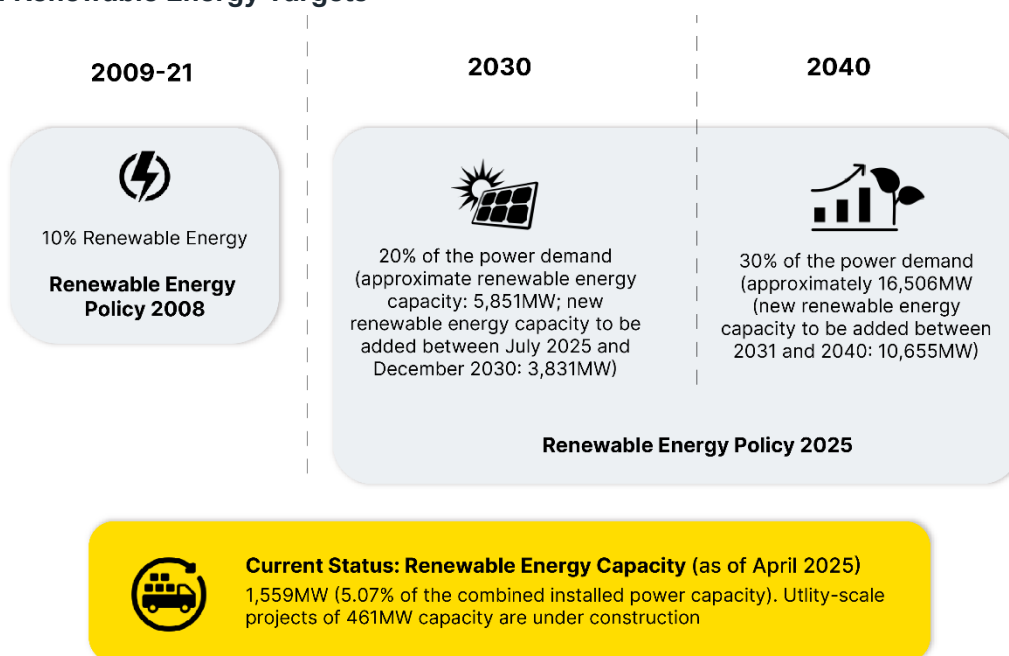 Renewable Energy Targets
2009-21
2030
2040
10% Renewable Energy
Renewable Energy
Policy 2008
20% of the power demand
(approximate renewable energy
capacity: 5,851MW; new
renewable energy capacity to be
added between July 2025 and
December 2030: 3,831MW)
30% of the power demand
(approximately 16,506MW
(new renewable energy
capacity to be added between
2031 and 2040: 10,655MW)
Renewable Energy Policy 2025
Current Status: Renewable Energy Capacity (as of April 2025)
1,559MW (5.07% of the combined installed power capacity). Utlity-scale
projects of 461MW capacity are under construction